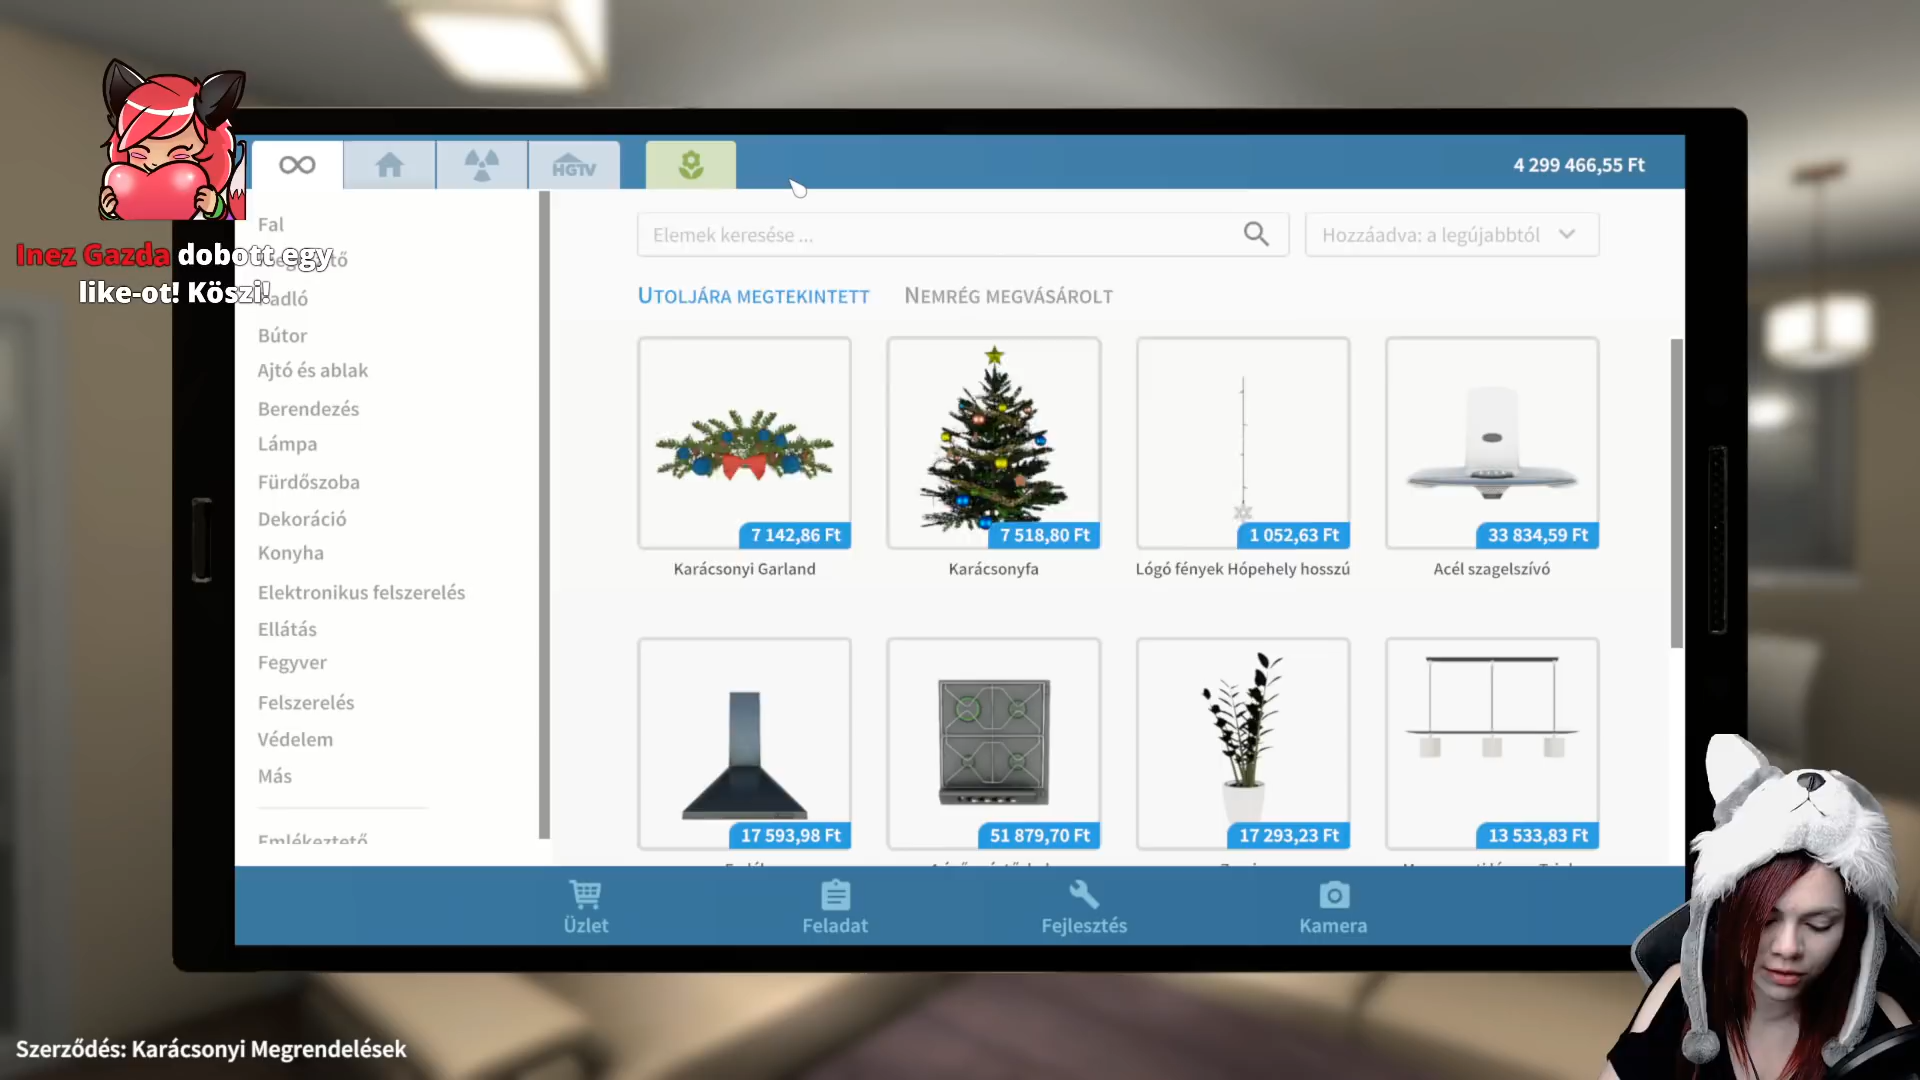 HGTV
4 299 466,55 Ft
Inez Gazda dobott egy
like-ot! Köszi!
Fal
Bútor
Ajtó és ablak
Berendezés
Lámpa
Fürdőszoba
Dekoráció
Konyha
Elektronikus felszerelés
Ellátás
Fegyver
Felszerelés
Védelem
Más
Emlékeztető
Elemek keresése ...
Hozzáadva: a legújabbtól
UTOLJÁRA MEGTEKINTETT
NEMRÉG MEGVÁSÁROLT
7 142,86 Ft
7 518,80 Ft
1 052,63 Ft
33 834,59 Ft
Karácsonyi Garland
Karácsonyfa
Lógó fények Hópehely hosszú
Acél szagelszívó
17 593,98 Ft
51 879,70 Ft
17 293,23 Ft
13 533,83 Ft
Üzlet
Feladat
Fejlesztés
Kamera
Szerződés: Karácsonyi Megrendelések